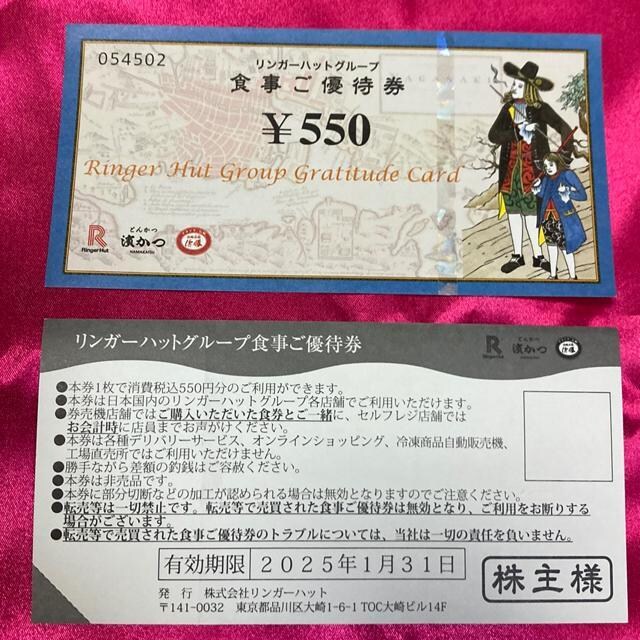 054502
リンガーハットグループ
食事ご優待券
￥550
NAGASAKI
Ringer Hut Group Gratitude Card
R
RingerHut
とんかつ
濵かつ
HAMAKATSU
リンガーハットグループ食事ご優待券
R
RingerHut
とんかつ
濵かつ
HAMAKATSU
●本券1枚で消費税込550円分のご利用ができます。
●本券は日本国内のリンガーハットグループ各店舗でご利用いただけます。
●券売機店舗ではご購入いただいた食券とご一緒に、セルフレジ店舗では
お会計時に店員までお声がけください。
●本券は各種デリバリーサービス、オンラインショッピング、冷凍商品自動販売機、
工場直売所ではご利用いただけません。
●勝手ながら差額の釣銭はご容赦ください。
●本券は非売品です。
●本券に部分切断などの加工が認められる場合は無効となりますのでご注意ください。
●転売等は一切禁止です。転売等で売買された食事ご優待券は無効となり、ご利用をお断りする
場合がございます。
●転売等で売買された食事ご優待券のトラブルについては、当社は一切の責任を負いません。
有効期限 2025年1月31日
株主様
発 行 株式会社リンガーハット
〒141-0032 東京都品川区大崎1-6-1 TOC大崎ビル14F